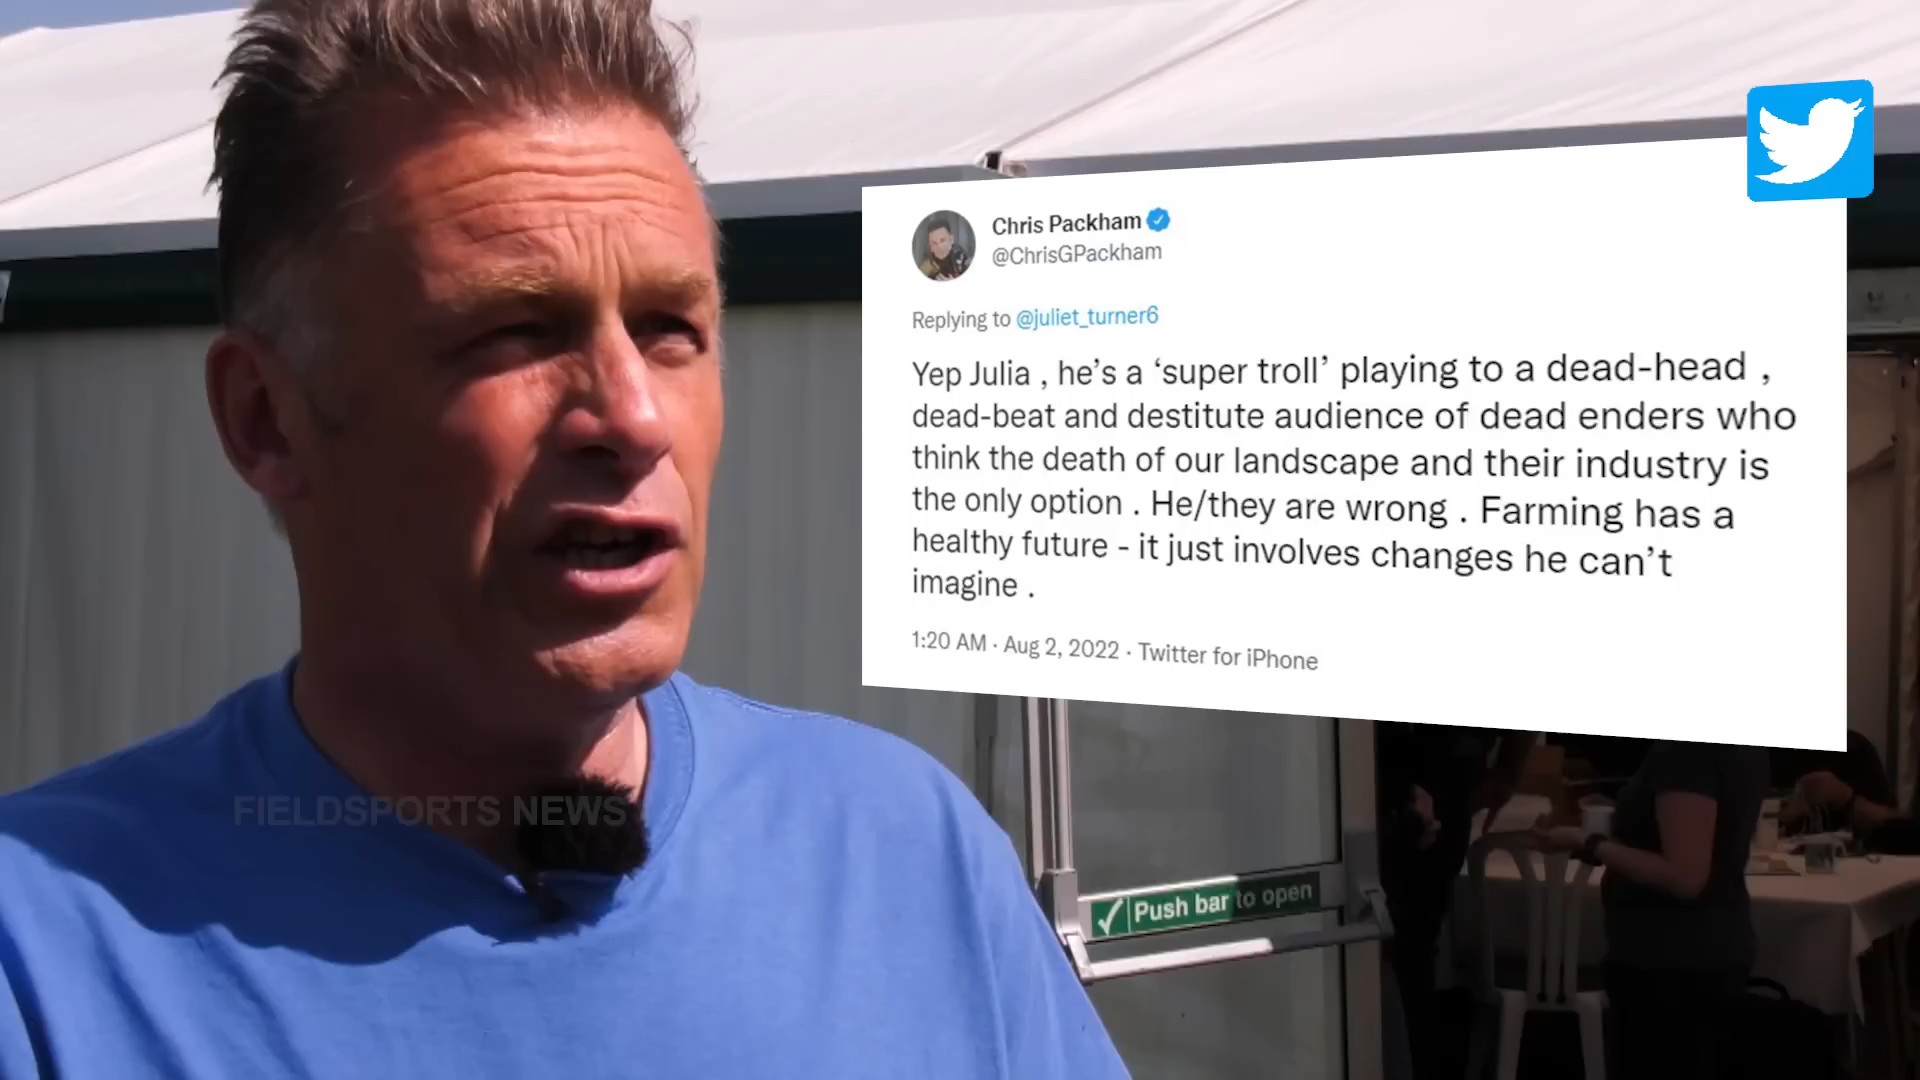 Chris Packham
@ChrisGPackham
Replying to @juliet_turner6
Yep Julia , he’s a ‘super troll’ playing to a dead-head ,
dead-beat and destitute audience of dead enders who
think the death of our landscape and their industry is
the only option . He/they are wrong . Farming has a
healthy future - it just involves changes he can’t
imagine .
1:20 AM · Aug 2, 2022 · Twitter for iPhone
FIELDSPORTS NEWS
Push bar to open